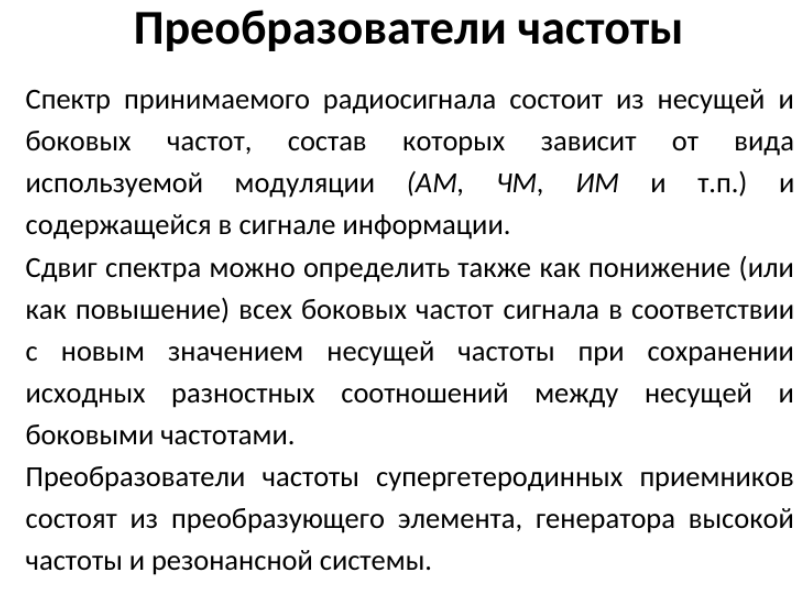 Преобразователи частоты
Спектр принимаемого радиосигнала состоит из несущей и
боковых частот, состав которых зависит от вида
используемой модуляции (АМ, ЧМ, ИМ и т.п.) и
содержащейся в сигнале информации.
Сдвиг спектра можно определить также как понижение (или
как повышение) всех боковых частот сигнала в соответствии
с новым значением несущей частоты при сохранении
исходных разностных соотношений между несущей и
боковыми частотами.
Преобразователи частоты супергетеродинных приемников
состоят из преобразующего элемента, генератора высокой
частоты и резонансной системы.